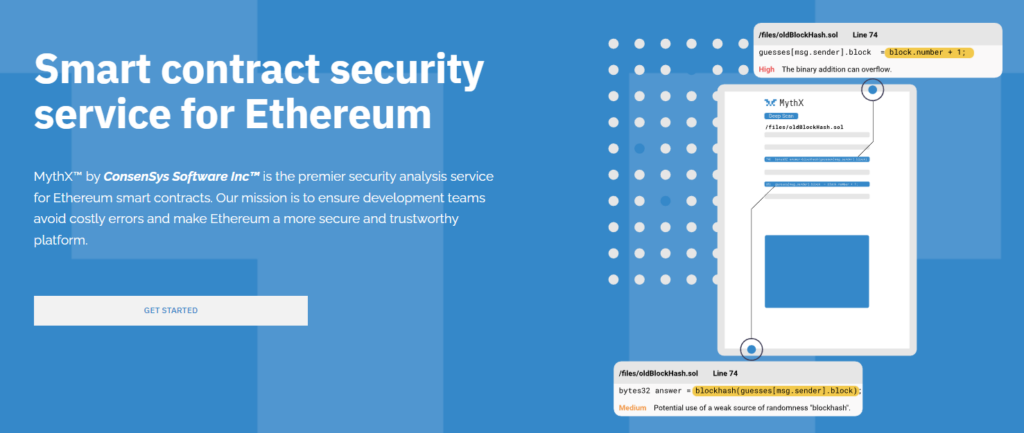 Smart contract security
service for Ethereum
MythX™ by ConsenSys Software Inc™ is the premier security analysis service
for Ethereum smart contracts. Our mission is to ensure development teams
avoid costly errors and make Ethereum a more secure and trustworthy
platform.
GET STARTED
/files/oldBlockHash.sol Line 74
guesses[msg.sender].block = block.number + 1;
High The binary addition can overflow.
MythX
Deep Scan
/files/oldBlockHash.sol
/files/oldBlockHash.sol Line 74
bytes32 answer = blockhash(guesses[msg.sender].block);
Medium Potential use of a weak source of randomness "blockhash".